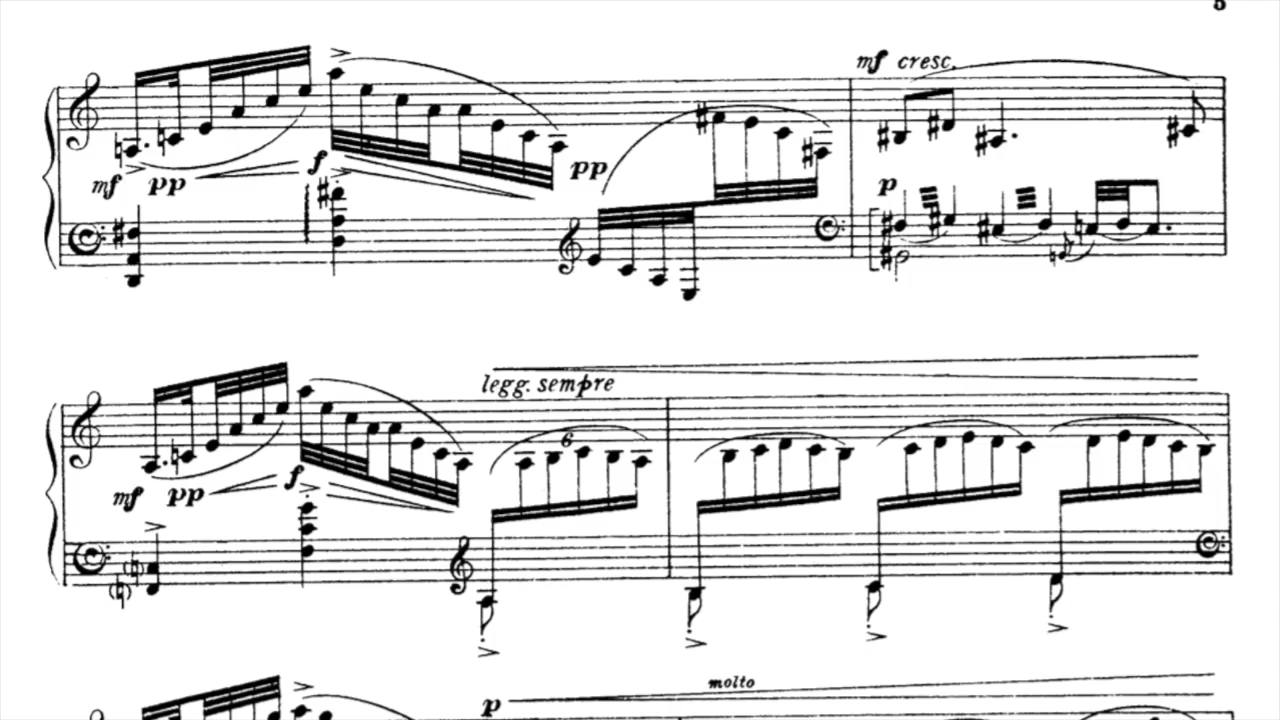 5
mf cresc.
mf pp f pp p
legg. sempre
6
mf pp f
molto
p